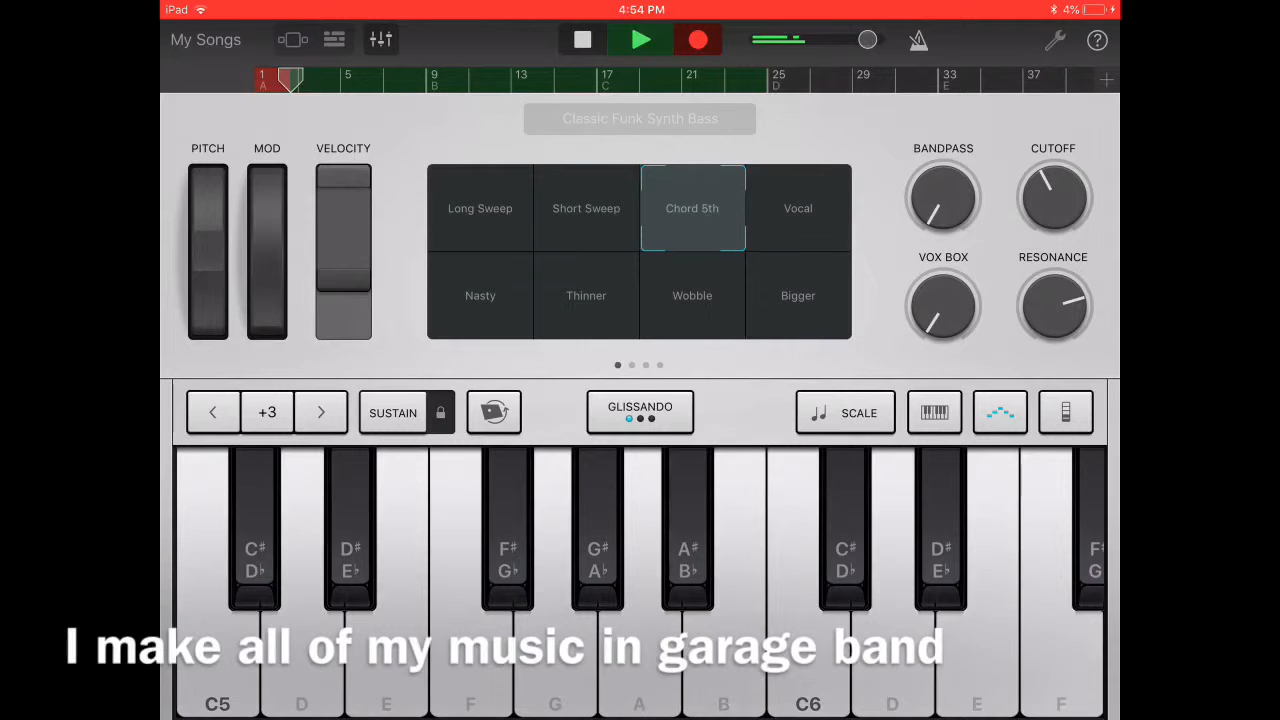 iPad 4:54 PM 4%
My Songs
1 5 9 13 17 21 25 29 33 37
A B C D E
Classic Funk Synth Bass
PITCH MOD VELOCITY BANDPASS CUTOFF
Long Sweep Short Sweep Chord 5th Vocal
VOX BOX RESONANCE
Nasty Thinner Wobble Bigger
+3 SUSTAIN GLISSANDO SCALE
C♯ D♯ F♯ G♯ A♯ C♯ D♯ F♯
D♭ E♭ G♭ A♭ B♭ D♭ E♭ G
I make all of my music in garage band
C5 D E F G A B C6 D E F